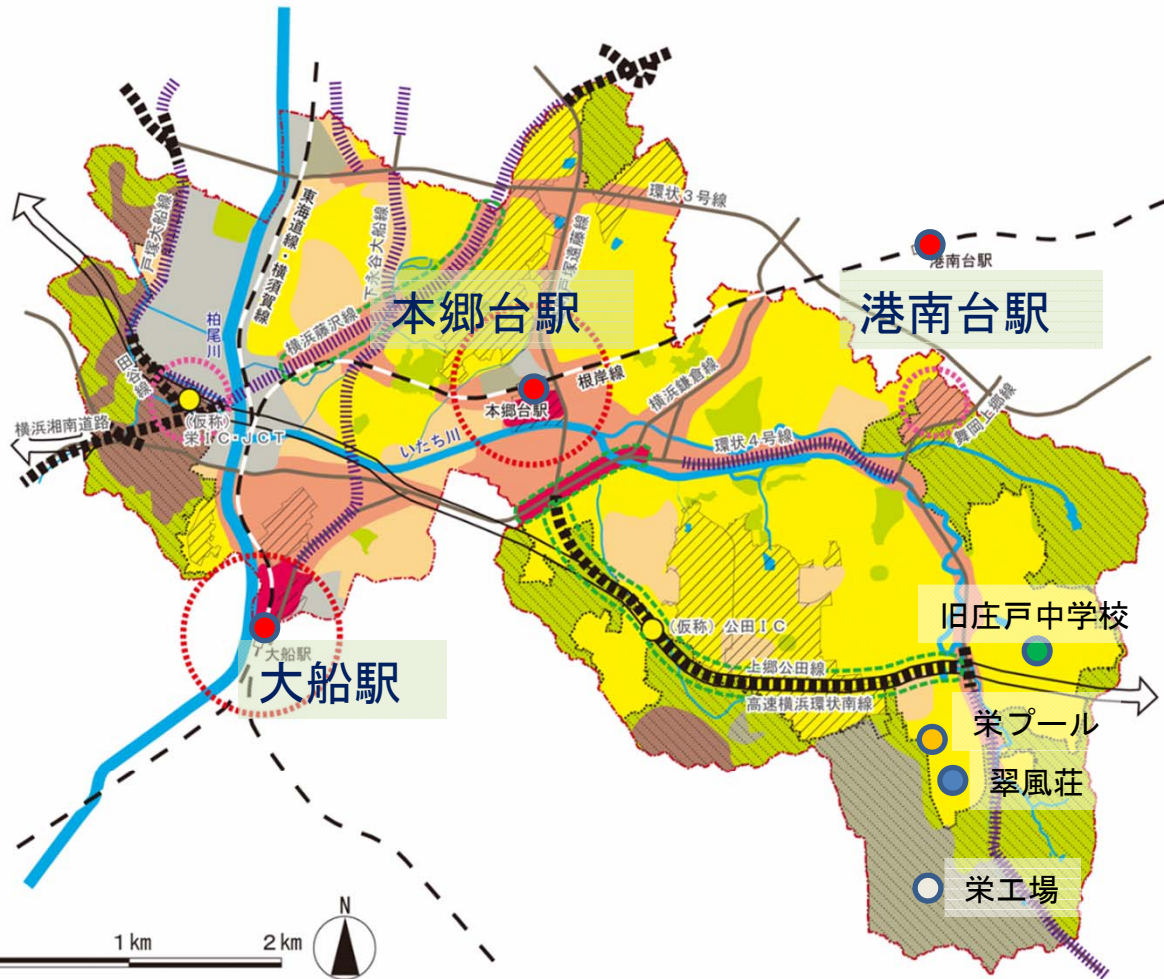 環状3号線
戸塚大船線
東海道線・横須賀線
下永谷大船線
戸塚遠藤線
港南台駅
本郷台駅
港南台駅
横浜藤沢線
柏尾川
田谷線
根岸線
横浜鎌倉線
舞岡上郷線
本郷台駅
(仮称)
栄IC・JCT
横浜湘南道路
いたち川
環状4号線
旧庄戸中学校
(仮称)公田IC
大船駅
大船駅
上郷公田線
高速横浜環状南線
栄プール
翠風荘
栄工場
N
1km
2km